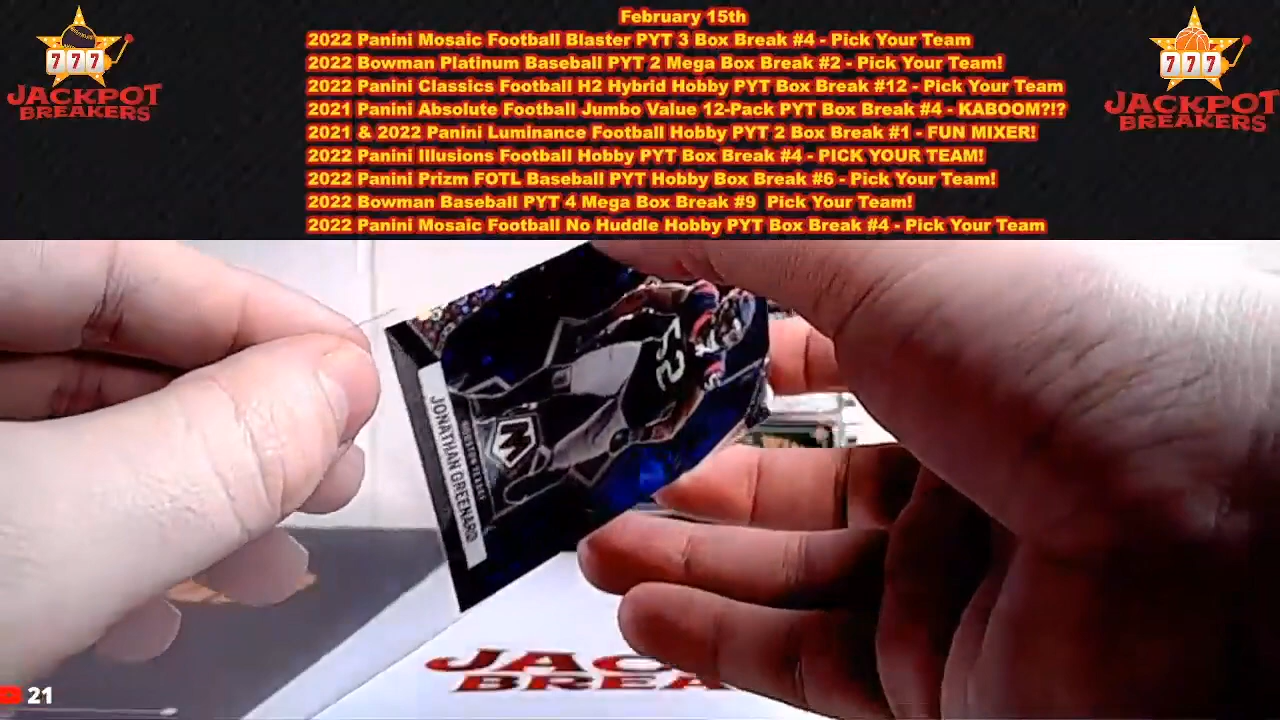 February 15th
2022 Panini Mosaic Football Blaster PYT 3 Box Break #4 - Pick Your Team
2022 Bowman Platinum Baseball PYT 2 Mega Box Break #2 - Pick Your Team!
2022 Panini Classics Football H2 Hybrid Hobby PYT Box Break #12 - Pick Your Team
2021 Panini Absolute Football Jumbo Value 12-Pack PYT Box Break #4 - KABOOM?!?
2021 & 2022 Panini Luminance Football Hobby PYT 2 Box Break #1 - FUN MIXER!
2022 Panini Illusions Football Hobby PYT Box Break #4 - PICK YOUR TEAM!
2022 Panini Prizm FOTL Baseball PYT Hobby Box Break #6 - Pick Your Team!
2022 Bowman Baseball PYT 4 Mega Box Break #9 Pick Your Team!
2022 Panini Mosaic Football No Huddle Hobby PYT Box Break #4 - Pick Your Team
777
JACKPOT
BREAKERS
777
JACKPOT
BREAKERS
52
M
HOUSTON TEXANS
JONATHAN GREENARD
JAC
BREA
21